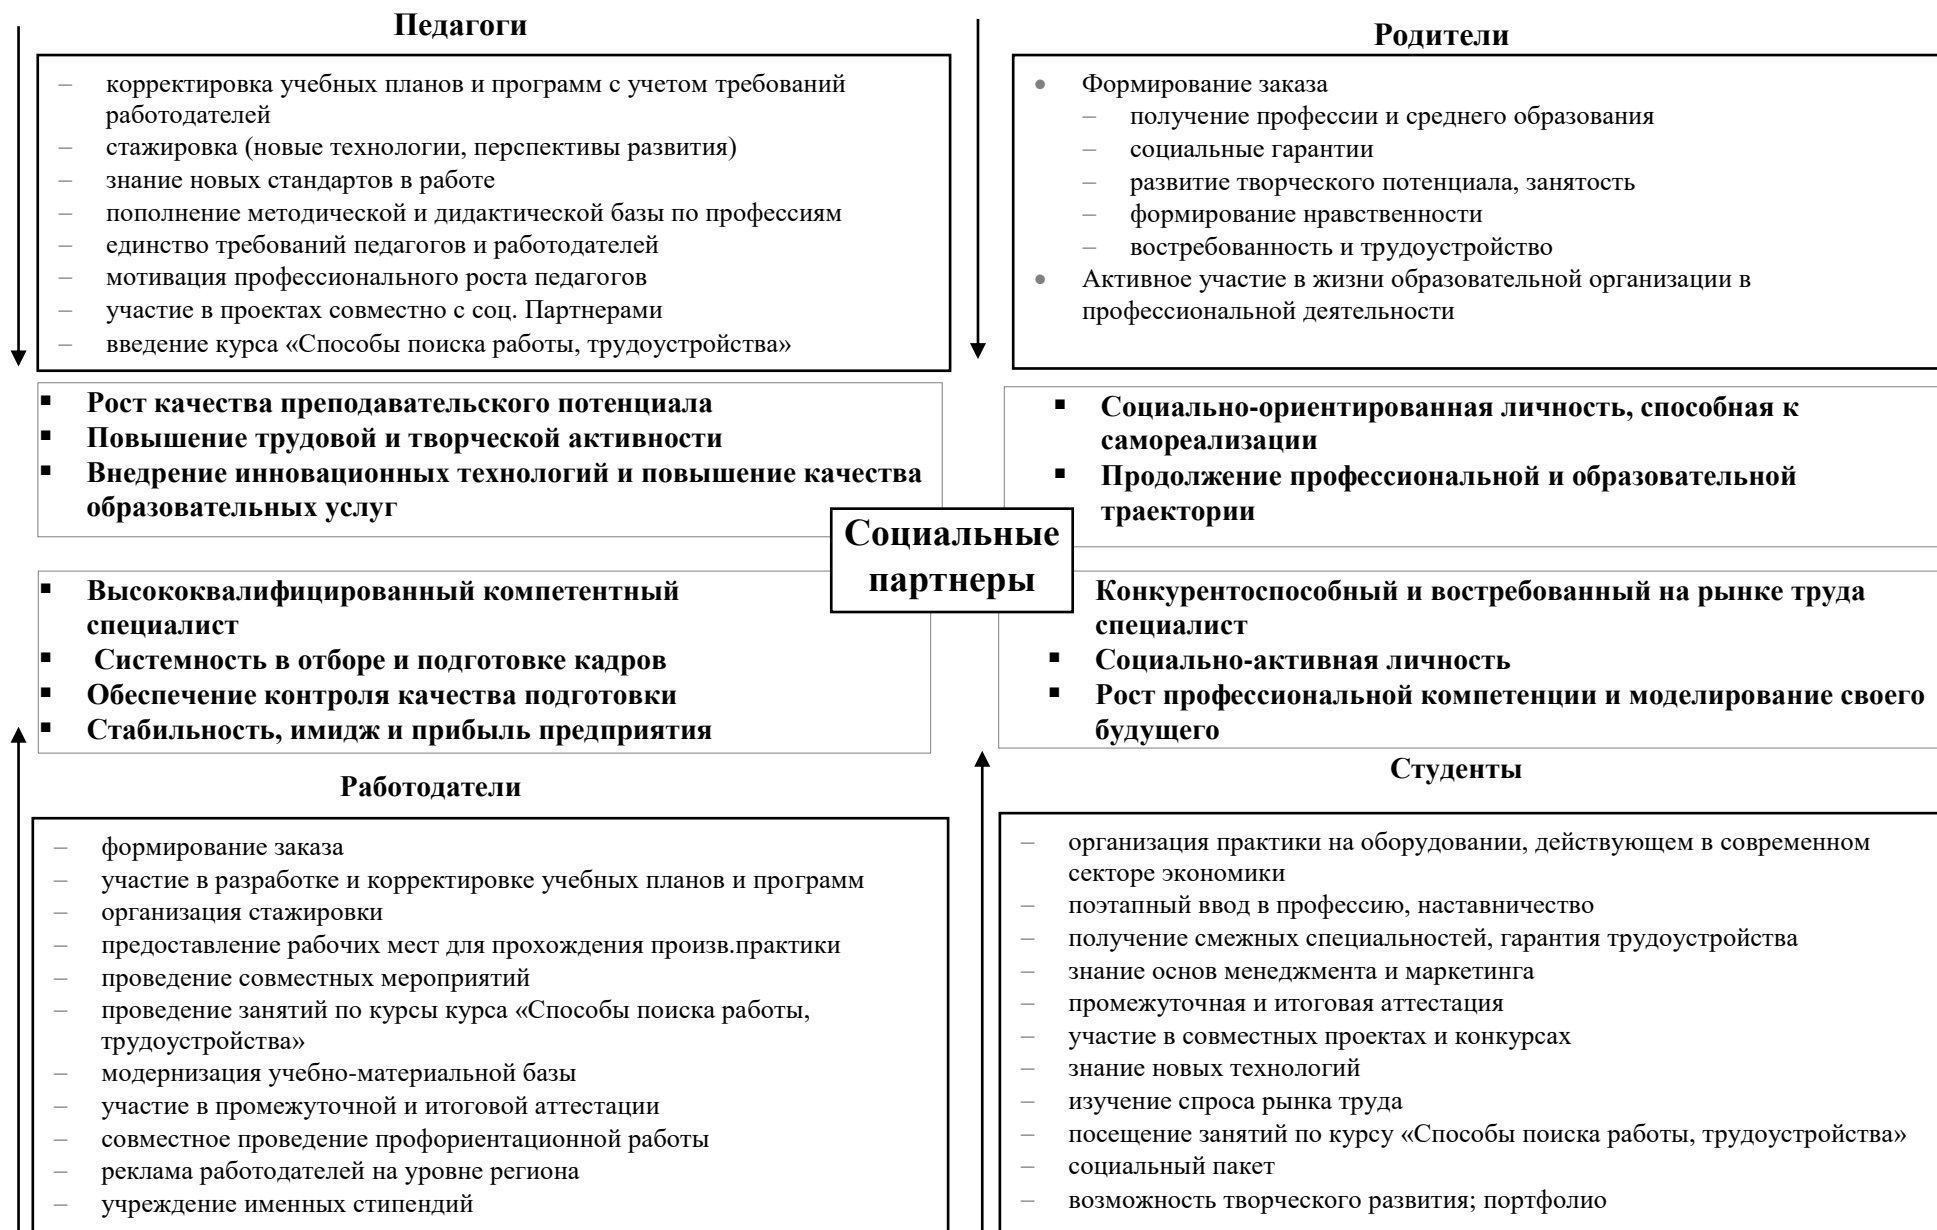 Педагоги
– корректировка учебных планов и программ с учетом требований
работодателей
– стажировка (новые технологии, перспективы развития)
– знание новых стандартов в работе
– пополнение методической и дидактической базы по профессиям
– единство требований педагогов и работодателей
– мотивация профессионального роста педагогов
– участие в проектах совместно с соц. Партнерами
– введение курса «Способы поиска работы, трудоустройства»
▪ Рост качества преподавательского потенциала
▪ Повышение трудовой и творческой активности
▪ Внедрение инновационных технологий и повышение качества
образовательных услуг
Родители
• Формирование заказа
– получение профессии и среднего образования
– социальные гарантии
– развитие творческого потенциала, занятость
– формирование нравственности
– востребованность и трудоустройство
• Активное участие в жизни образовательной организации в
профессиональной деятельности
▪ Социально-ориентированная личность, способная к
самореализации
▪ Продолжение профессиональной и образовательной
траектории
Социальные
партнеры
▪ Высококвалифицированный компетентный
специалист
▪ Системность в отборе и подготовке кадров
▪ Обеспечение контроля качества подготовки
▪ Стабильность, имидж и прибыль предприятия
Работодатели
– формирование заказа
– участие в разработке и корректировке учебных планов и программ
– организация стажировки
– предоставление рабочих мест для прохождения произв.практики
– проведение совместных мероприятий
– проведение занятий по курсы курса «Способы поиска работы,
трудоустройства»
– модернизация учебно-материальной базы
– участие в промежуточной и итоговой аттестации
– совместное проведение профориентационной работы
– реклама работодателей на уровне региона
– учреждение именных стипендий
Конкурентоспособный и востребованный на рынке труда
специалист
▪ Социально-активная личность
▪ Рост профессиональной компетенции и моделирование своего
будущего
Студенты
– организация практики на оборудовании, действующем в современном
секторе экономики
– поэтапный ввод в профессию, наставничество
– получение смежных специальностей, гарантия трудоустройства
– знание основ менеджмента и маркетинга
– промежуточная и итоговая аттестация
– участие в совместных проектах и конкурсах
– знание новых технологий
– изучение спроса рынка труда
– посещение занятий по курсу «Способы поиска работы, трудоустройства»
– социальный пакет
– возможность творческого развития; портфолио